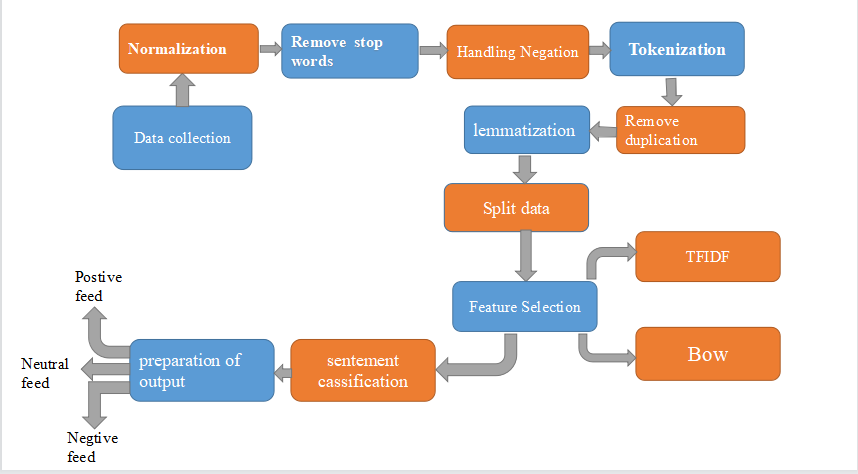 Normalization
Remove stop
words
Handling Negation
Tokenization
Data collection
lemmatization
Remove
duplication
Split data
TFIDF
Feature Selection
Bow
Postive
feed
Neutral
feed
Negtive
feed
preparation of
output
sentement
cassification